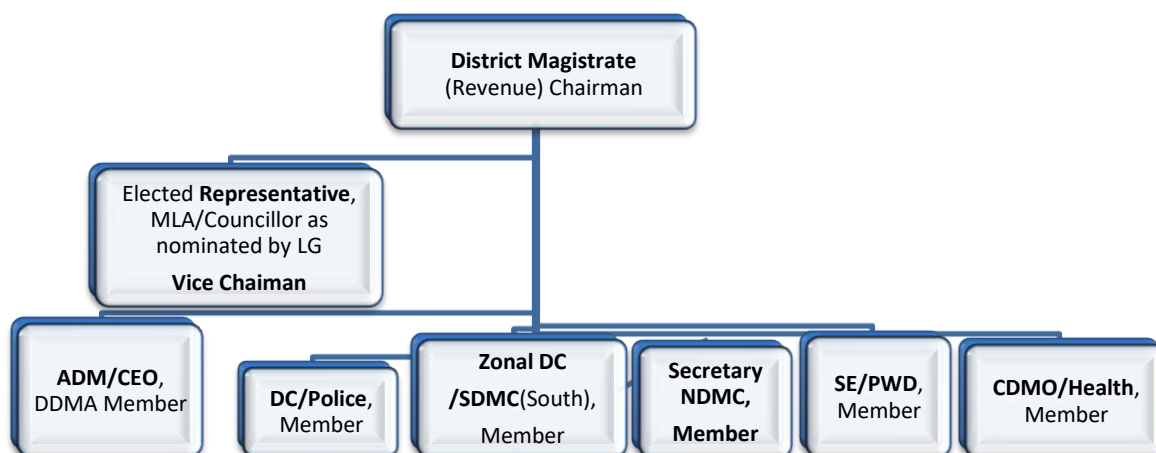 District Magistrate
(Revenue) Chairman
Elected Representative,
MLA/Councillor as
nominated by LG
Vice Chaiman
ADM/CEO,
DDMA Member
DC/Police,
Member
Zonal DC
/SDMC(South),
Member
Secretary
NDMC,
Member
SE/PWD,
Member
CDMO/Health,
Member